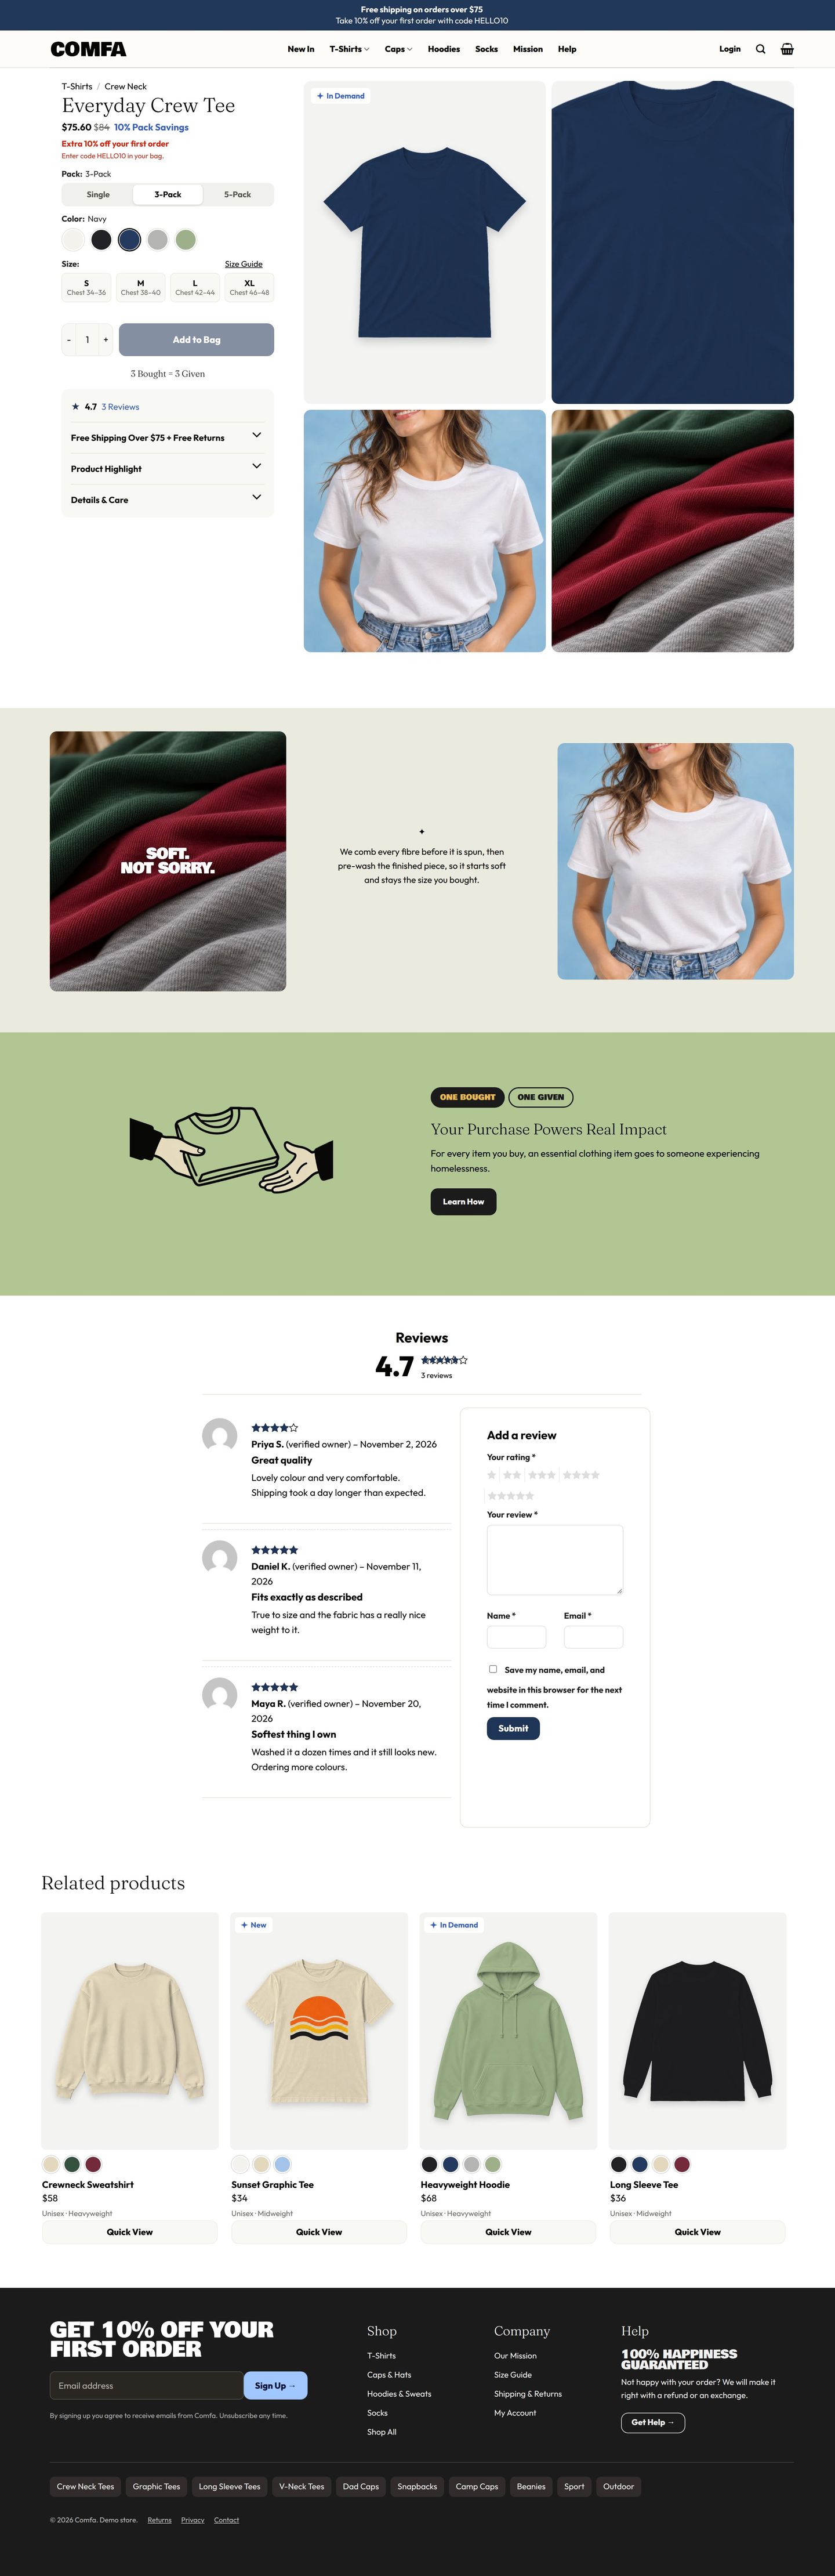 Free shipping on orders over $75
Take 10% off your first order with code HELLO10
COMFA
New In
T-Shirts
Caps
Hoodies
Socks
Mission
Help
Login
T-Shirts / Crew Neck
Everyday Crew Tee
$75.60 $84 10% Pack Savings
Extra 10% off your first order
Enter code HELLO10 in your bag.
Pack: 3-Pack
Single
3-Pack
5-Pack
Color: Navy
Size:
Size Guide
S
Chest 34–36
M
Chest 38–40
L
Chest 42–44
XL
Chest 46–48
- 1 +
Add to Bag
3 Bought = 3 Given
★ 4.7 3 Reviews
Free Shipping Over $75 + Free Returns
Product Highlight
Details & Care
In Demand
SOFT.
NOT SORRY.
We comb every fibre before it is spun, then
pre-wash the finished piece, so it starts soft
and stays the size you bought.
ONE BOUGHT
ONE GIVEN
Your Purchase Powers Real Impact
For every item you buy, an essential clothing item goes to someone experiencing
homelessness.
Learn How
Reviews
4.7
3 reviews
Priya S. (verified owner) – November 2, 2026
Great quality
Lovely colour and very comfortable.
Shipping took a day longer than expected.
Daniel K. (verified owner) – November 11,
2026
Fits exactly as described
True to size and the fabric has a really nice
weight to it.
Maya R. (verified owner) – November 20,
2026
Softest thing I own
Washed it a dozen times and it still looks new.
Ordering more colours.
Add a review
Your rating *
Your review *
Name *
Email *
Save my name, email, and
website in this browser for the next
time I comment.
Submit
Related products
Crewneck Sweatshirt
$58
Unisex · Heavyweight
Quick View
New
Sunset Graphic Tee
$34
Unisex · Midweight
Quick View
In Demand
Heavyweight Hoodie
$68
Unisex · Heavyweight
Quick View
Long Sleeve Tee
$36
Unisex · Midweight
Quick View
GET 10% OFF YOUR
FIRST ORDER
Email address
Sign Up →
By signing up you agree to receive emails from Comfa. Unsubscribe any time.
Shop
T-Shirts
Caps & Hats
Hoodies & Sweats
Socks
Shop All
Company
Our Mission
Size Guide
Shipping & Returns
My Account
Help
100% HAPPINESS
GUARANTEED
Not happy with your order? We will make it
right with a refund or an exchange.
Get Help →
Crew Neck Tees
Graphic Tees
Long Sleeve Tees
V-Neck Tees
Dad Caps
Snapbacks
Camp Caps
Beanies
Sport
Outdoor
© 2026 Comfa. Demo store.
Returns
Privacy
Contact